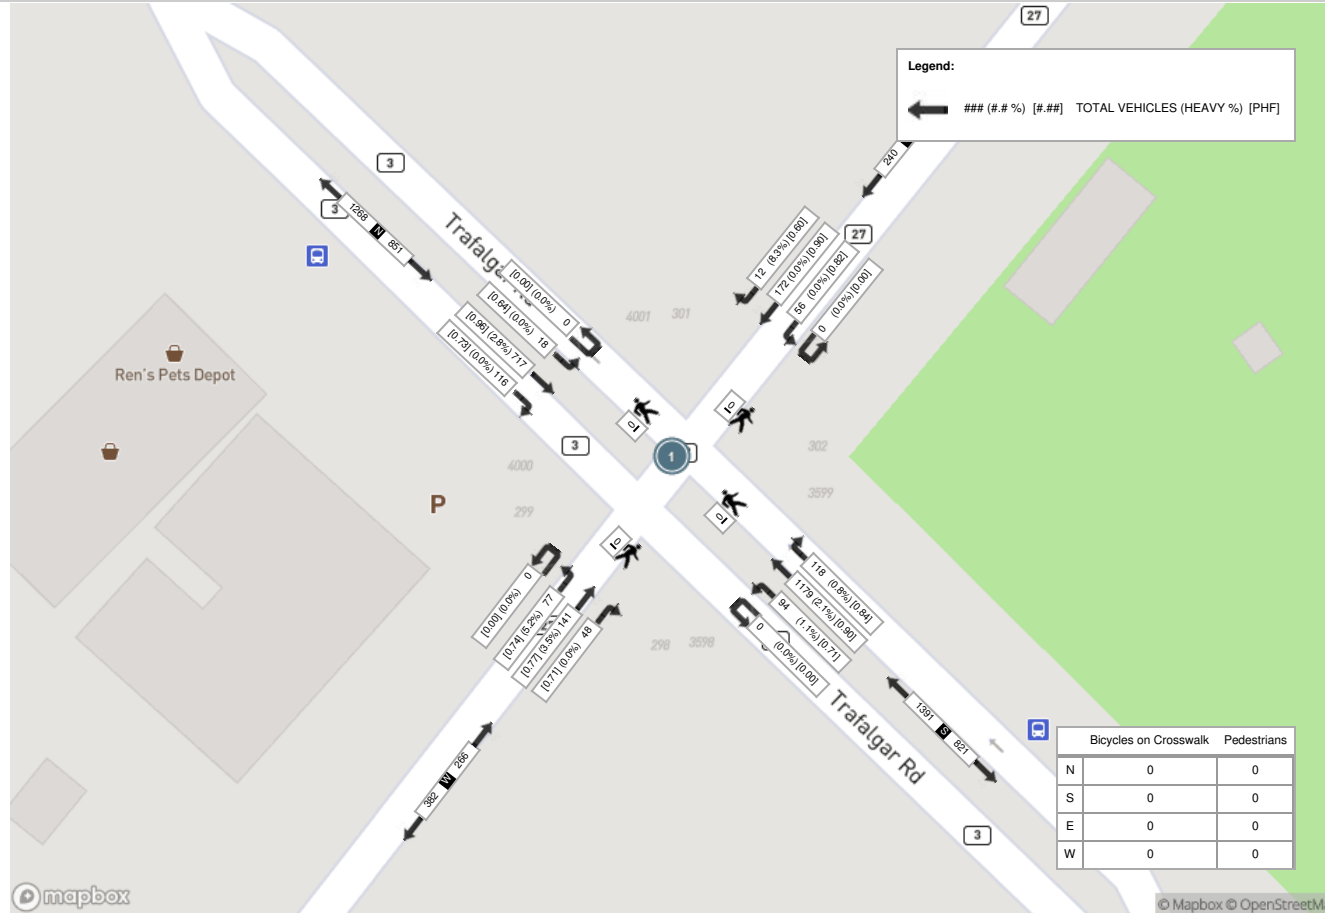 27
Legend:
### (#.# %) [#.##] TOTAL VEHICLES (HEAVY %) [PHF]
240
3
3
1268 N 851
Trafalga
27
12 (8.3%) [0.60]
172 (0.0%) [0.90]
56 (0.0%) [0.82]
0 (0.0%) [0.00]
[0.00] (0.0%) 0
[0.64] (0.0%) 18
[0.96] (2.8%) 717
[0.73] (0.0%) 116
4001 301
Ren's Pets Depot
0
0
3
1
302
4000
3599
299
P
0
0
[0.00] (0.0%) 0
[0.74] (5.2%) 77
[0.77] (3.5%) 141
[0.71] (0.0%) 48
118 (0.8%) [0.84]
1179 (2.1%) [0.90]
94 (1.1%) [0.71]
0 (0.0%) [0.00]
298 3598
Trafalgar Rd
1391 S 821
382 W 266
3
Bicycles on Crosswalk Pedestrians
N 0 0
S 0 0
E 0 0
W 0 0
mapbox
© Mapbox © OpenStreetM